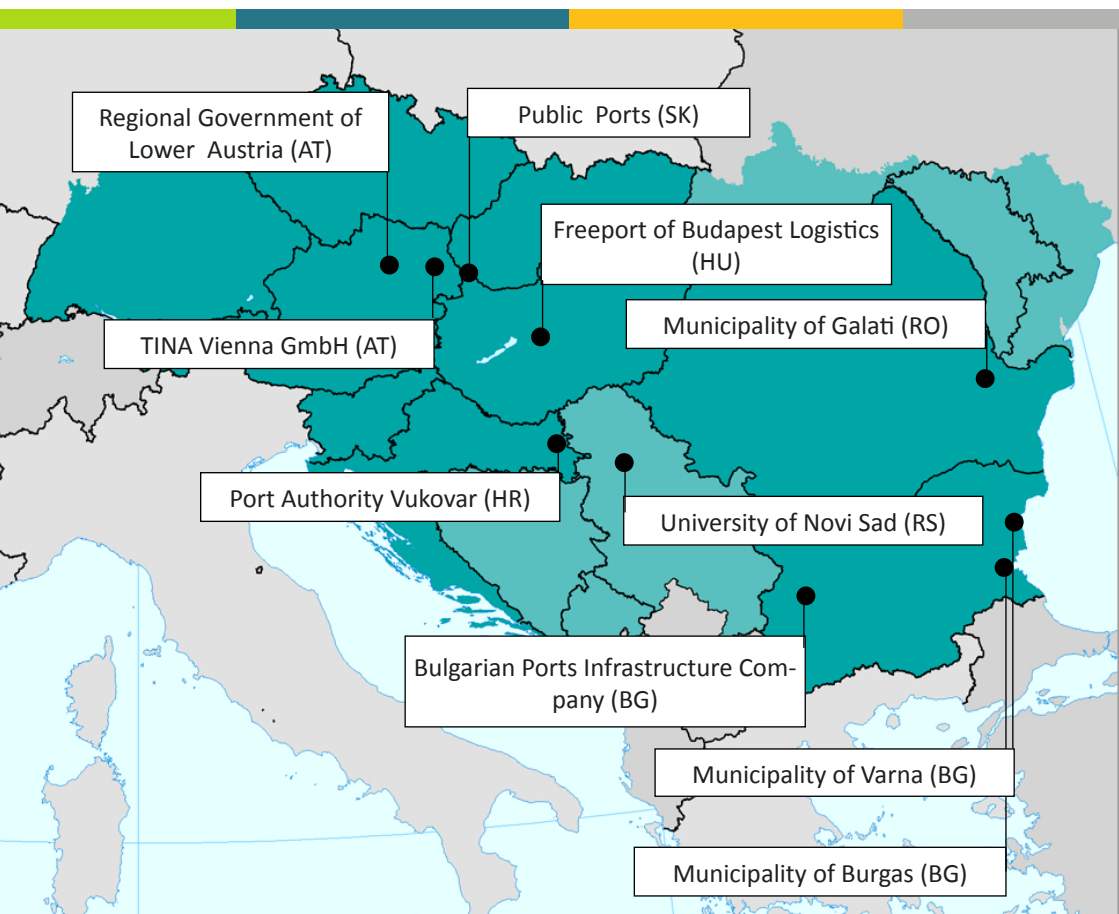 Regional Government of
Lower Austria (AT)
Public Ports (SK)
Freeport of Budapest Logistics
(HU)
Municipality of Galati (RO)
TINA Vienna GmbH (AT)
Port Authority Vukovar (HR)
University of Novi Sad (RS)
Bulgarian Ports Infrastructure Com-
pany (BG)
Municipality of Varna (BG)
Municipality of Burgas (BG)